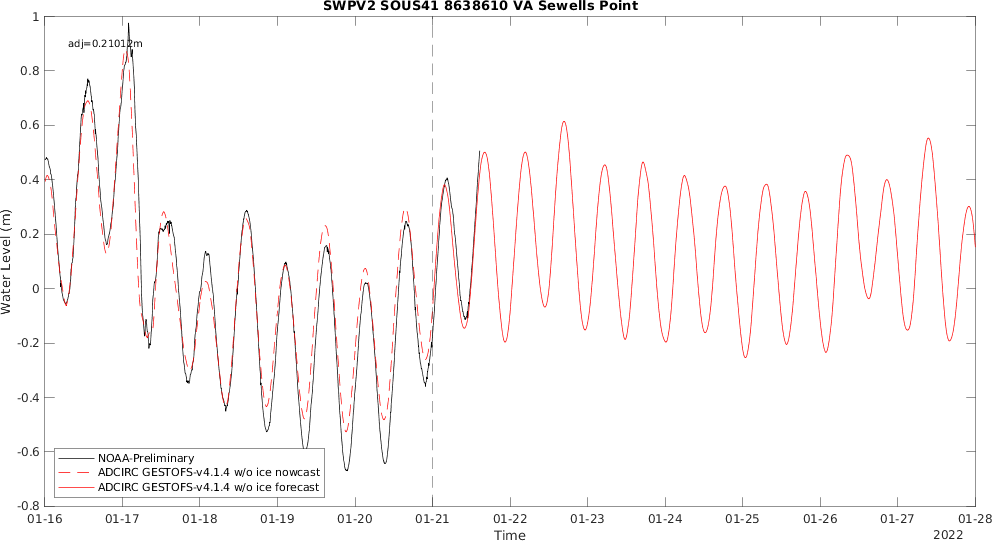 SWPV2 SOUS41 8638610 VA Sewells Point
adj=0.21012m
1
0.8
0.6
0.4
0.2
0
-0.2
-0.4
-0.6
-0.8
Water Level (m)
NOAA-Preliminary
ADCIRC GESTOFS-v4.1.4 w/o ice nowcast
ADCIRC GESTOFS-v4.1.4 w/o ice forecast
01-16 01-17 01-18 01-19 01-20 01-21 01-22 01-23 01-24 01-25 01-26 01-27 01-28
Time
2022